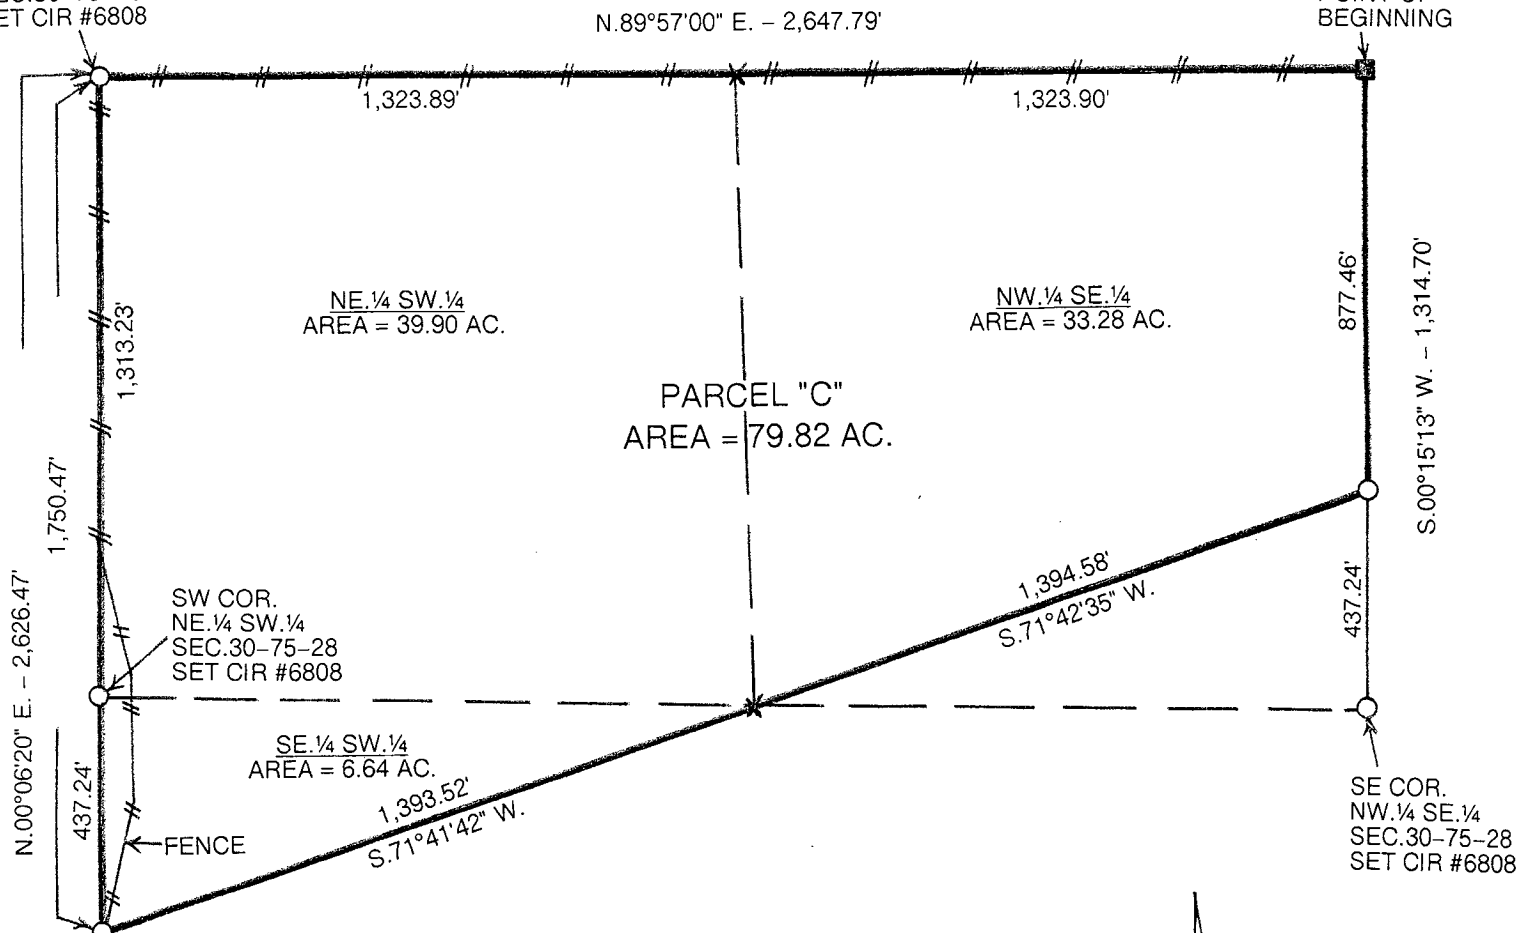 SET CIR #6808
N.89°57'00" E. – 2,647.79'
BEGINNING
1,323.89'
1,323.90'
1,313.23'
NE.¼ SW.¼
AREA = 39.90 AC.
NW.¼ SE.¼
AREA = 33.28 AC.
877.46'
S.00°15'13" W. – 1,314.70'
PARCEL "C"
AREA = 79.82 AC.
1,750.47'
N.00°06'20" E. – 2,626.47'
SW COR.
NE.¼ SW.¼
SEC.30–75–28
SET CIR #6808
1,394.58'
S.71°42'35" W.
437.24'
SE.¼ SW.¼
AREA = 6.64 AC.
437.24'
1,393.52'
S.71°41'42" W.
FENCE
SE COR.
NW.¼ SE.¼
SEC.30–75–28
SET CIR #6808